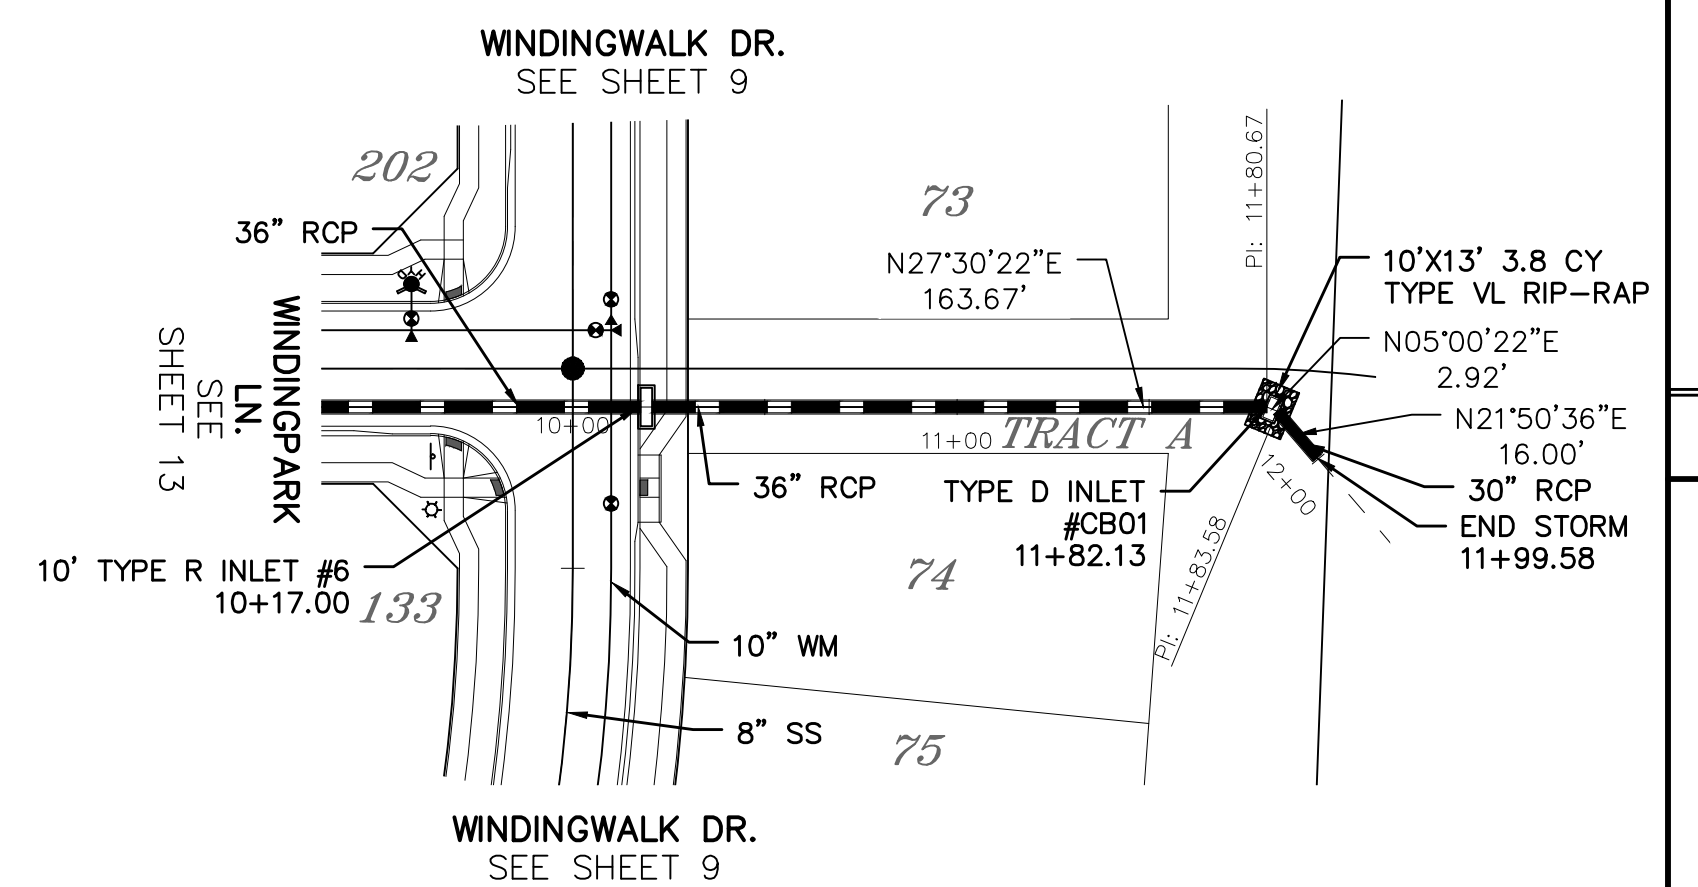 WINDINGWALK DR.
SEE SHEET 9
202
36" RCP
73
N27°30'22"E
163.67'
PI: 11+80.67
10'X13' 3.8 CY
TYPE VL RIP-RAP
N05°00'22"E
2.92'
N21°50'36"E
16.00'
WINDINGPARK
LN.
SEE
SHEET 13
10+00
11+00
TRACT A
36" RCP
TYPE D INLET
#CB01
11+82.13
12+00
30" RCP
END STORM
11+99.58
PI: 11+83.58
10' TYPE R INLET #6
10+17.00
133
74
10" WM
8" SS
75
WINDINGWALK DR.
SEE SHEET 9